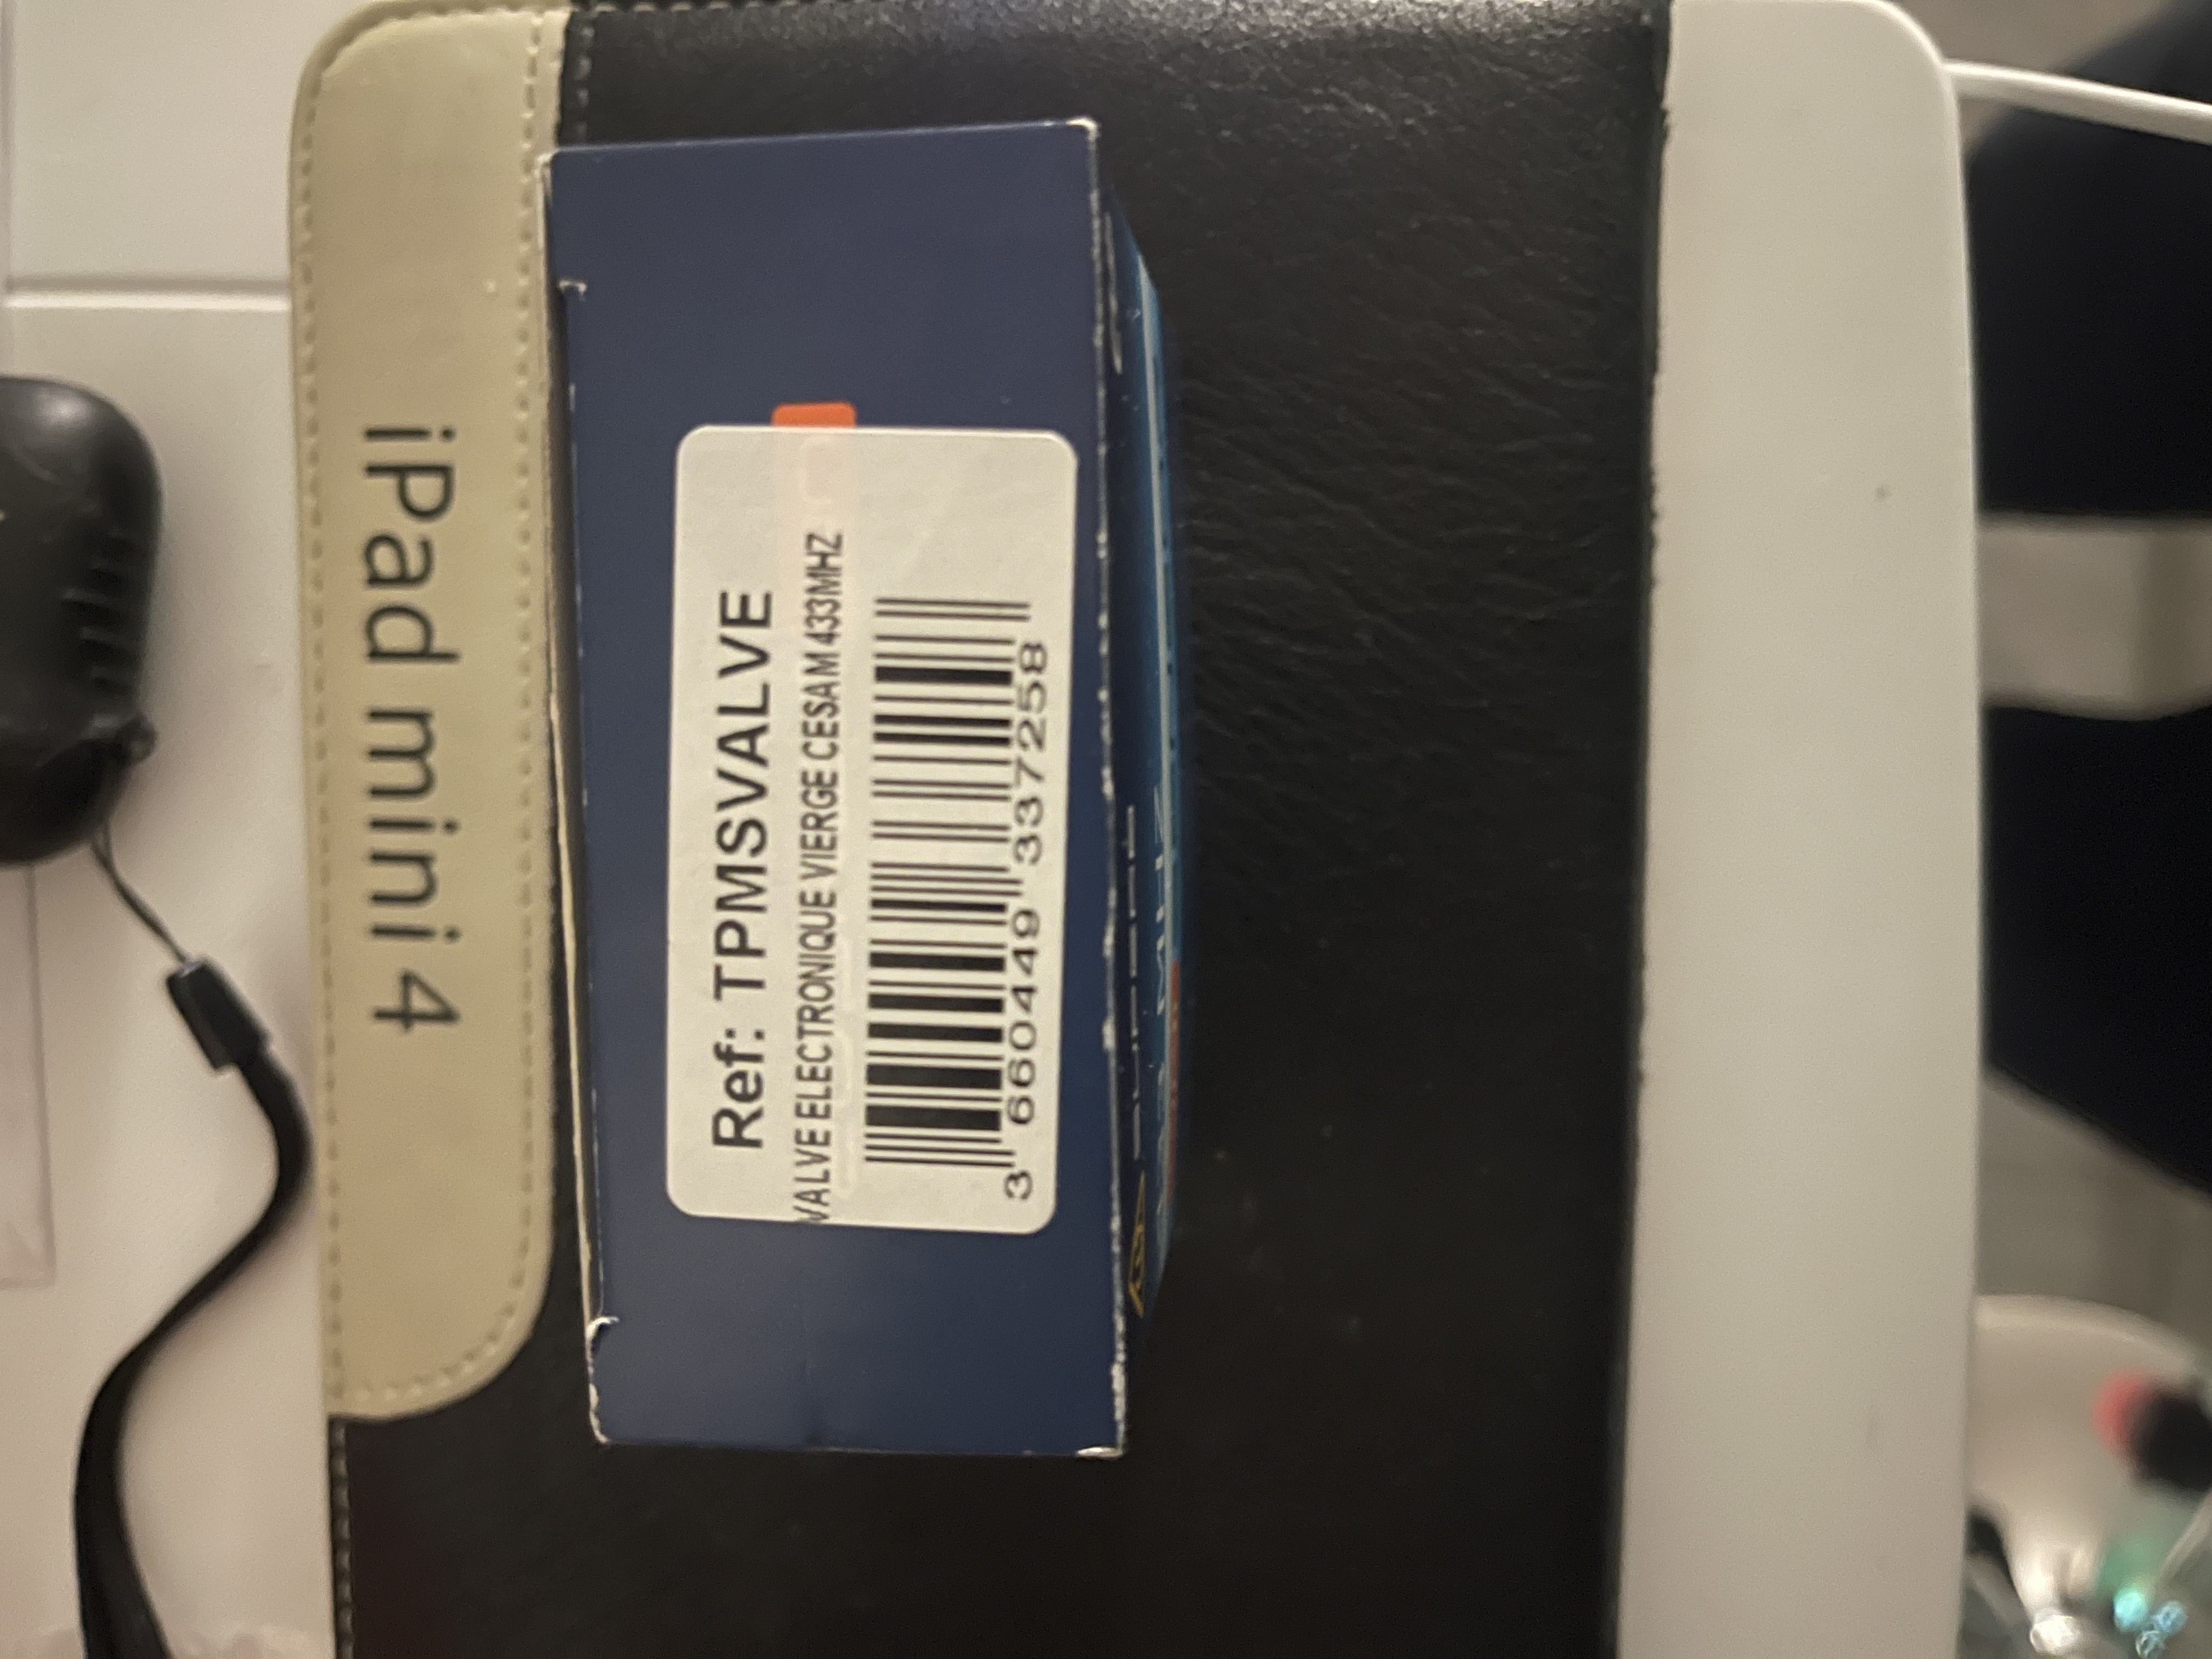 iPad mini 4
Ref: TPMSVALVE
VALVE ELECTRONIQUE VIERGE CESAM 433MHZ
3 660449 337258